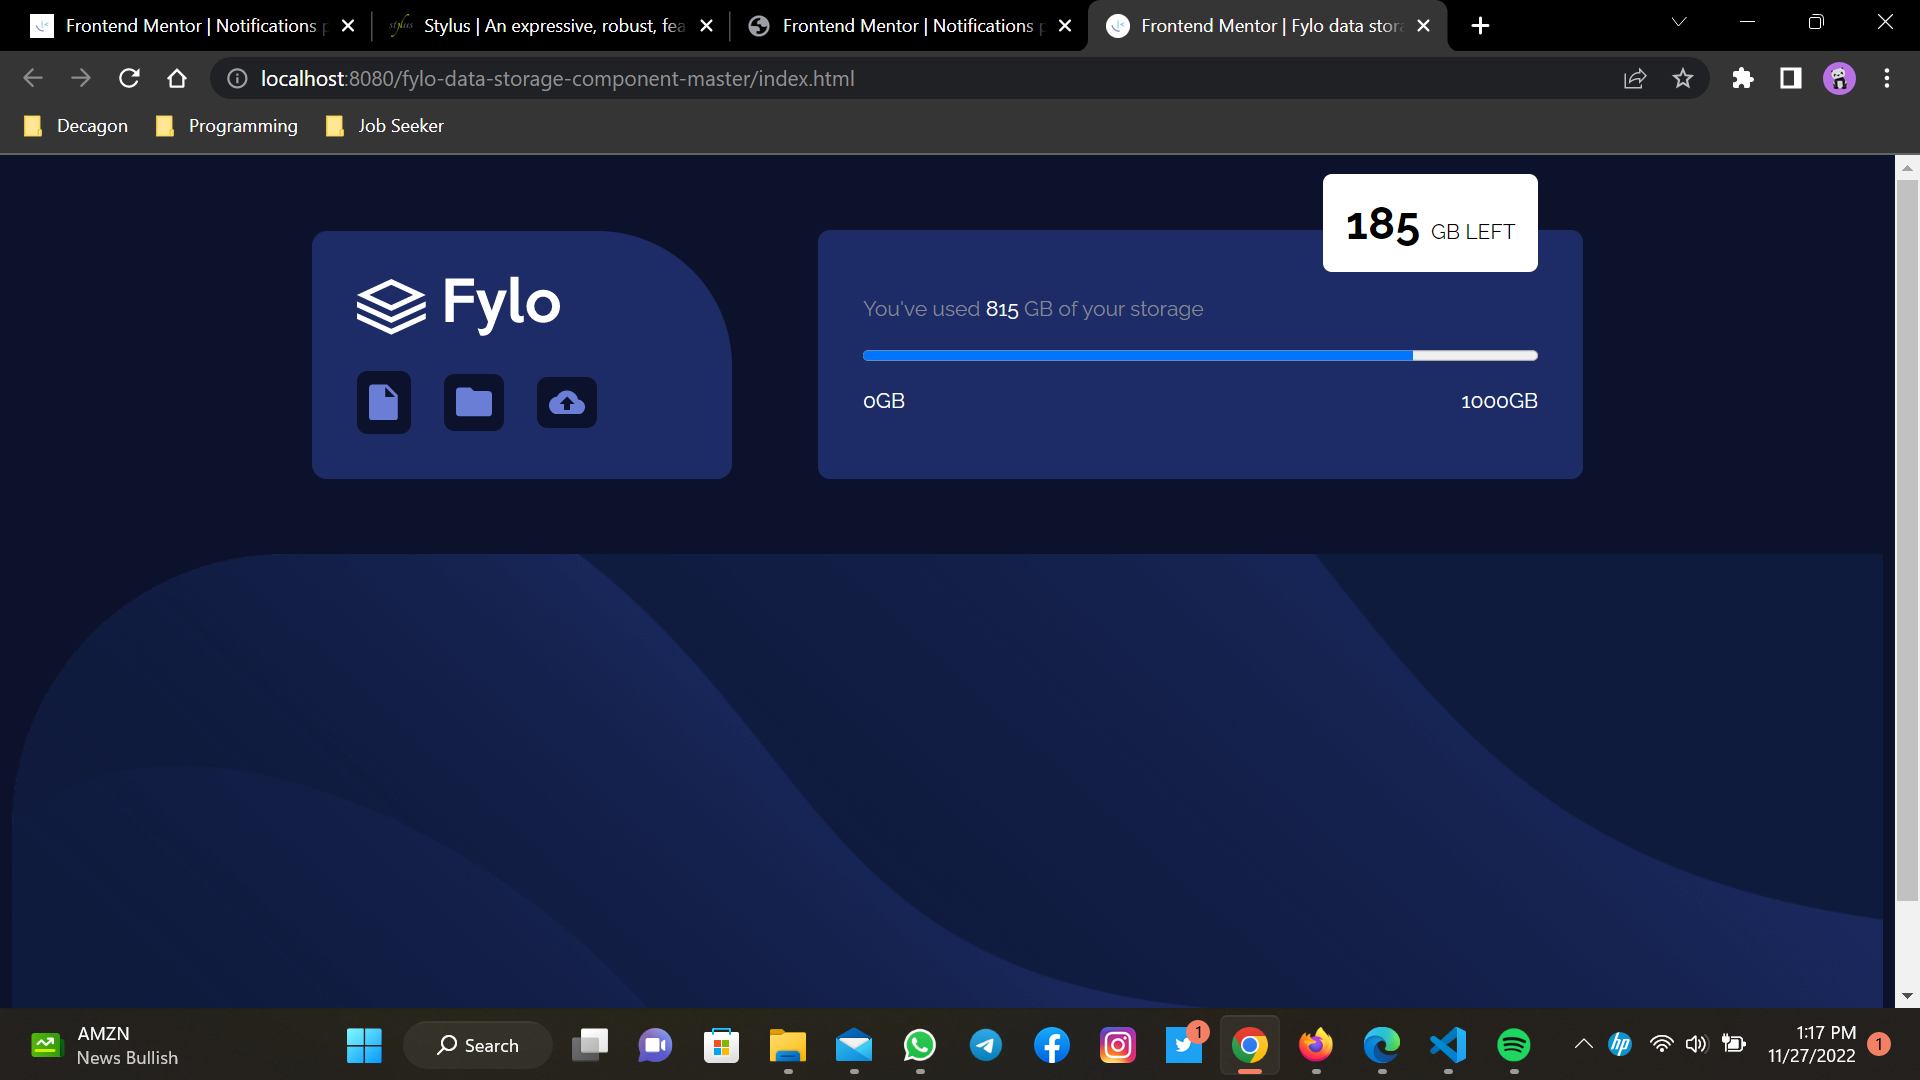 Frontend Mentor | Notifications p
Stylus | An expressive, robust, fea
Frontend Mentor | Notifications p
Frontend Mentor | Fylo data stora
localhost:8080/fylo-data-storage-component-master/index.html
Decagon
Programming
Job Seeker
185 GB LEFT
Fylo
You've used 815 GB of your storage
0GB
1000GB
AMZN
News Bullish
Search
1
hp
1:17 PM
11/27/2022
1